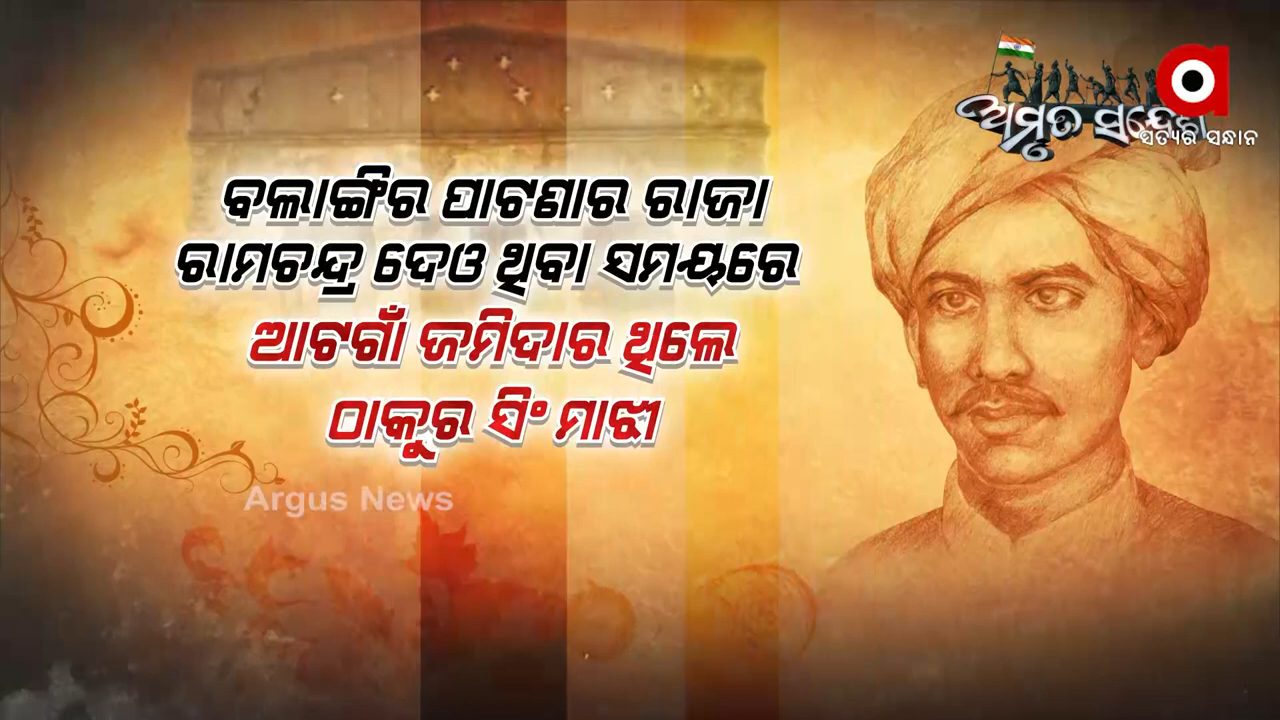 ଅମୃତ ସନ୍ଦେଶ
ସତ୍ୟର ସନ୍ଧାନ
ବଲାଙ୍ଗିର ପାଟଣାର ରାଜା
ରାମଚନ୍ଦ୍ର ଦେଓ ଥିବା ସମୟରେ
ଆଟଗାଁ ଜମିଦାର ଥିଲେ
ଠାକୁର ସିଂ ମାଝୀ
Argus News